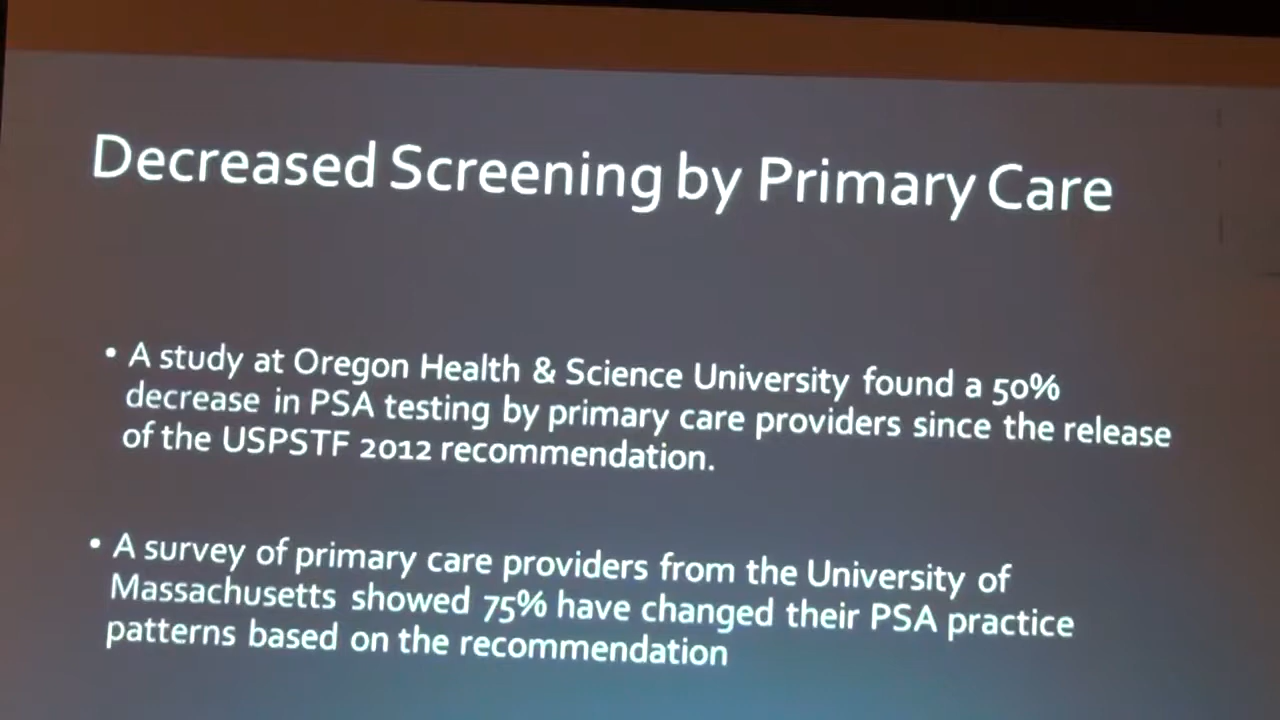 Decreased Screening by Primary Care
• A study at Oregon Health & Science University found a 50%
decrease in PSA testing by primary care providers since the release
of the USPSTF 2012 recommendation.
• A survey of primary care providers from the University of
Massachusetts showed 75% have changed their PSA practice
patterns based on the recommendation